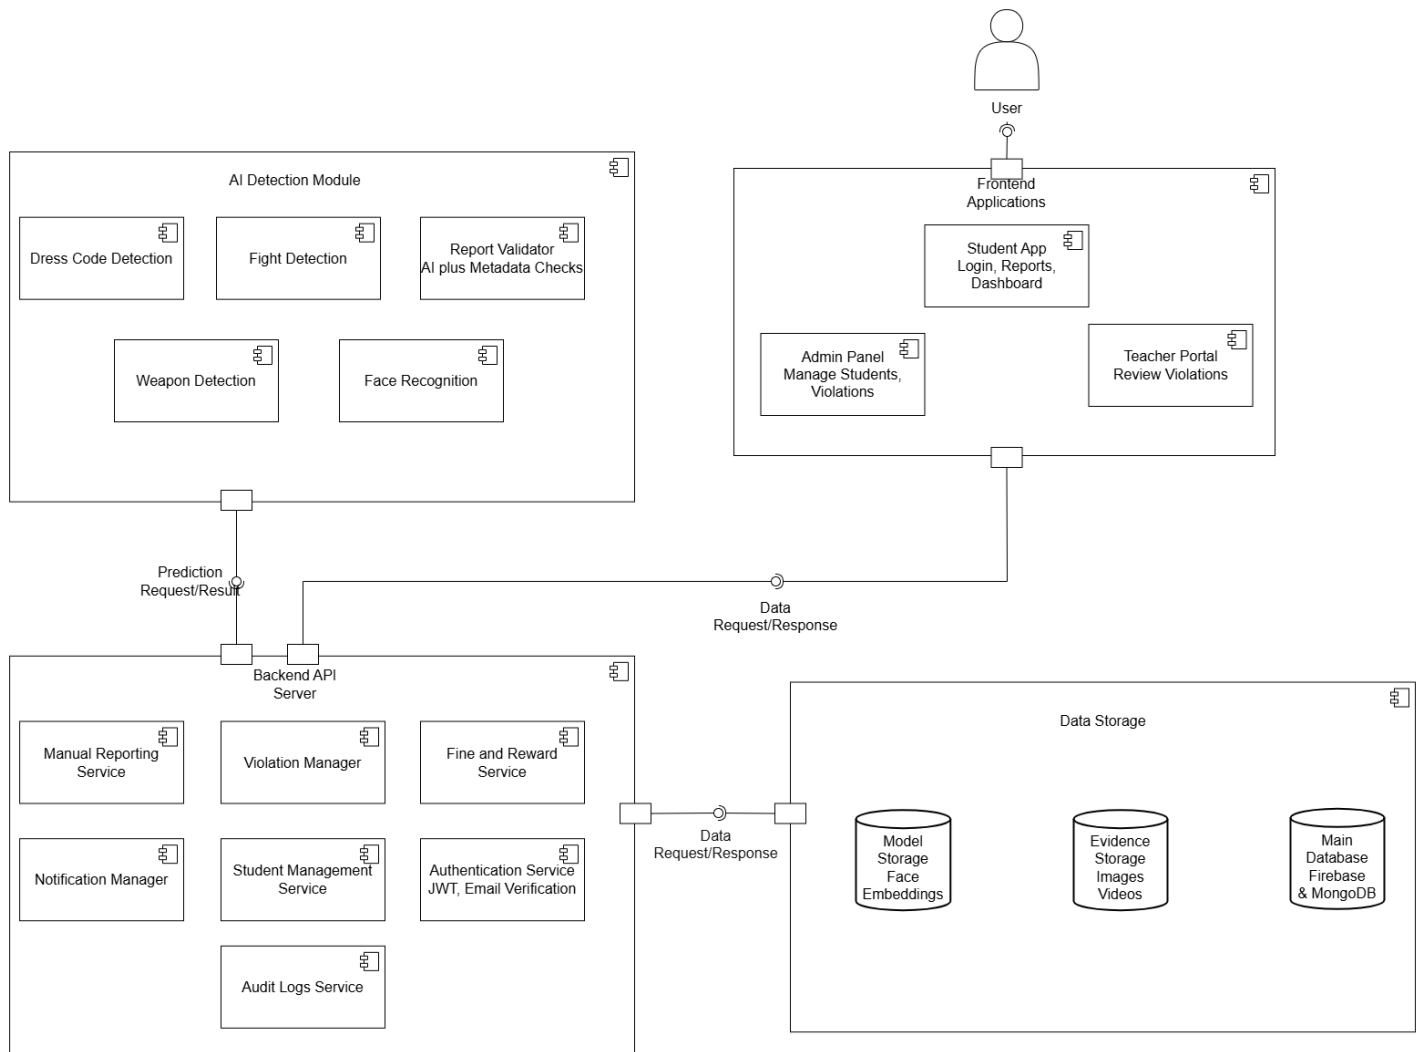 User
AI Detection Module
Dress Code Detection
Fight Detection
Report Validator
AI plus Metadata Checks
Weapon Detection
Face Recognition
Frontend
Applications
Student App
Login, Reports,
Dashboard
Admin Panel
Manage Students,
Violations
Teacher Portal
Review Violations
Prediction
Request/Result
Data
Request/Response
Backend API
Server
Manual Reporting
Service
Violation Manager
Fine and Reward
Service
Notification Manager
Student Management
Service
Authentication Service
JWT, Email Verification
Audit Logs Service
Data
Request/Response
Data Storage
Model
Storage
Face
Embeddings
Evidence
Storage
Images
Videos
Main
Database
Firebase
& MongoDB